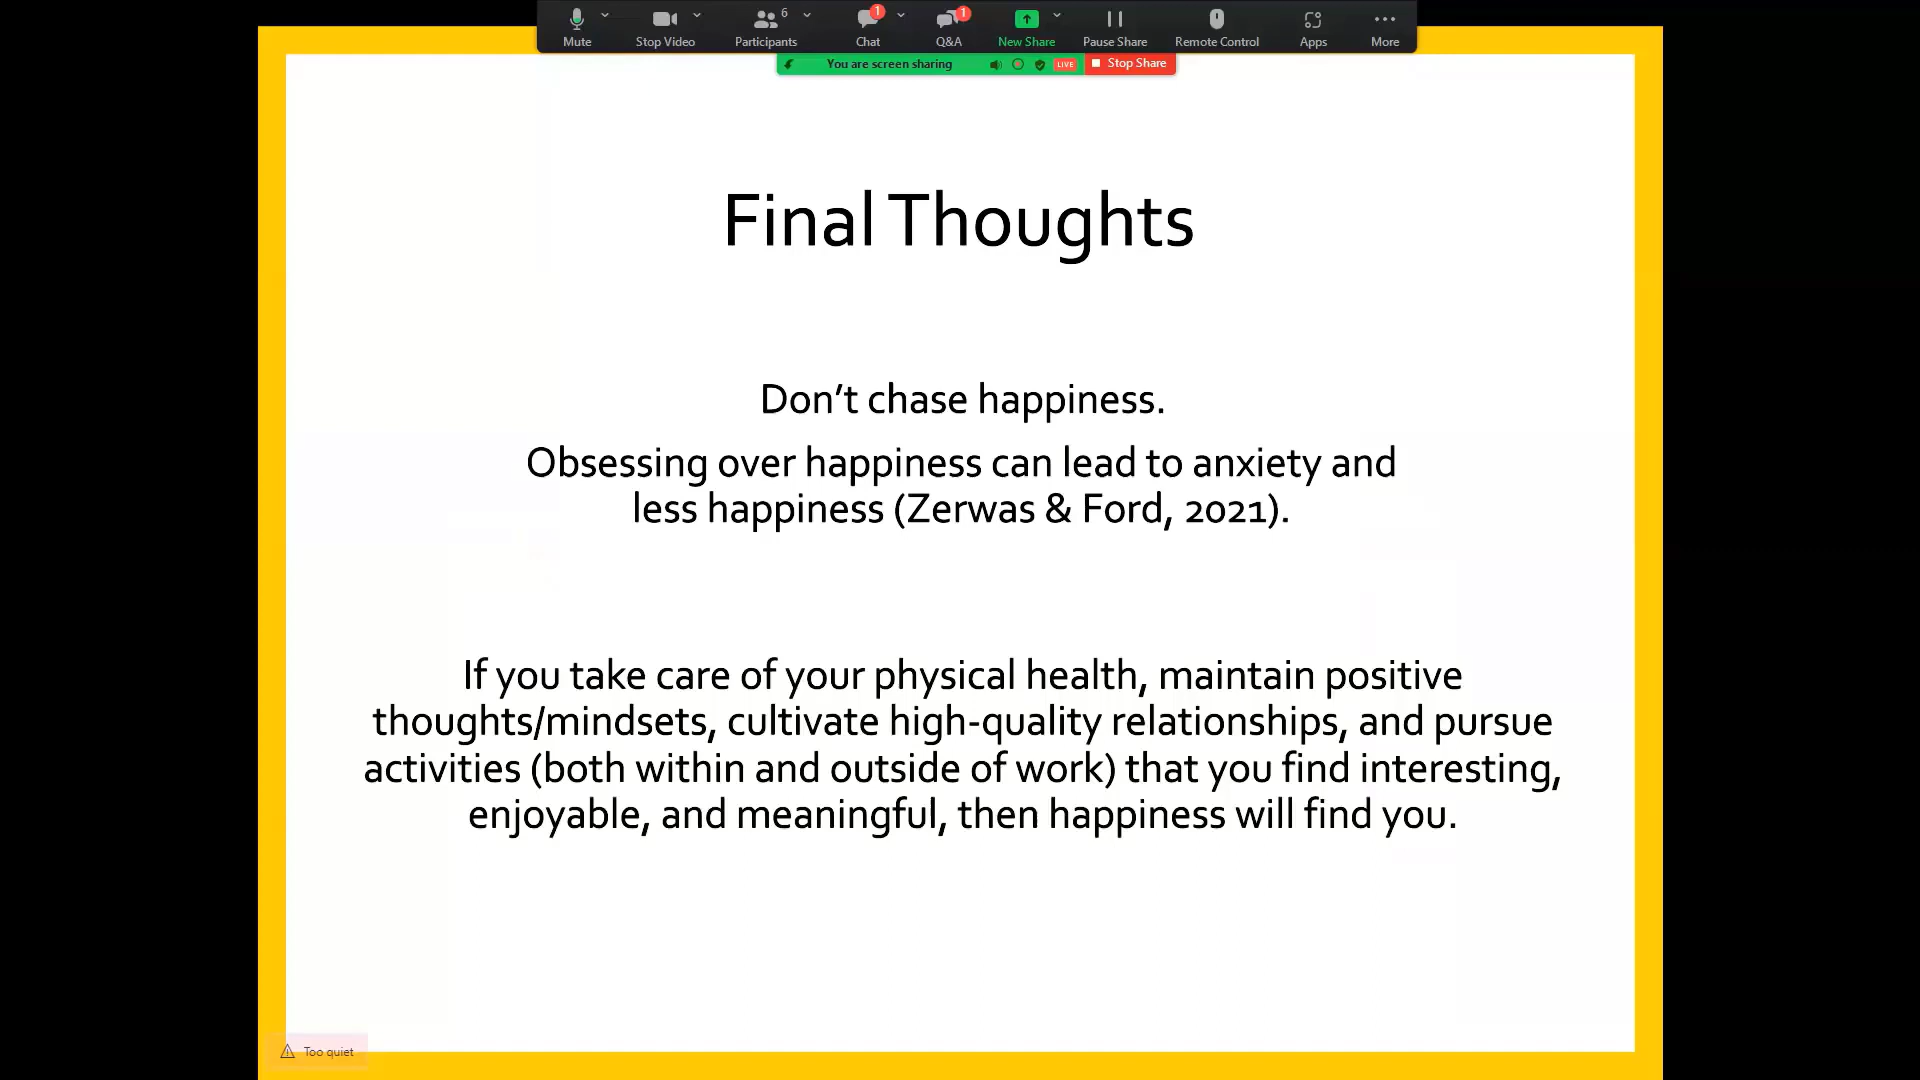 6 1 1
Mute Stop Video Participants Chat Q&A New Share Pause Share Remote Control Apps More
You are screen sharing LIVE Stop Share
Final Thoughts
Don’t chase happiness.
Obsessing over happiness can lead to anxiety and
less happiness (Zerwas & Ford, 2021).
If you take care of your physical health, maintain positive
thoughts/mindsets, cultivate high-quality relationships, and pursue
activities (both within and outside of work) that you find interesting,
enjoyable, and meaningful, then happiness will find you.
Too quiet